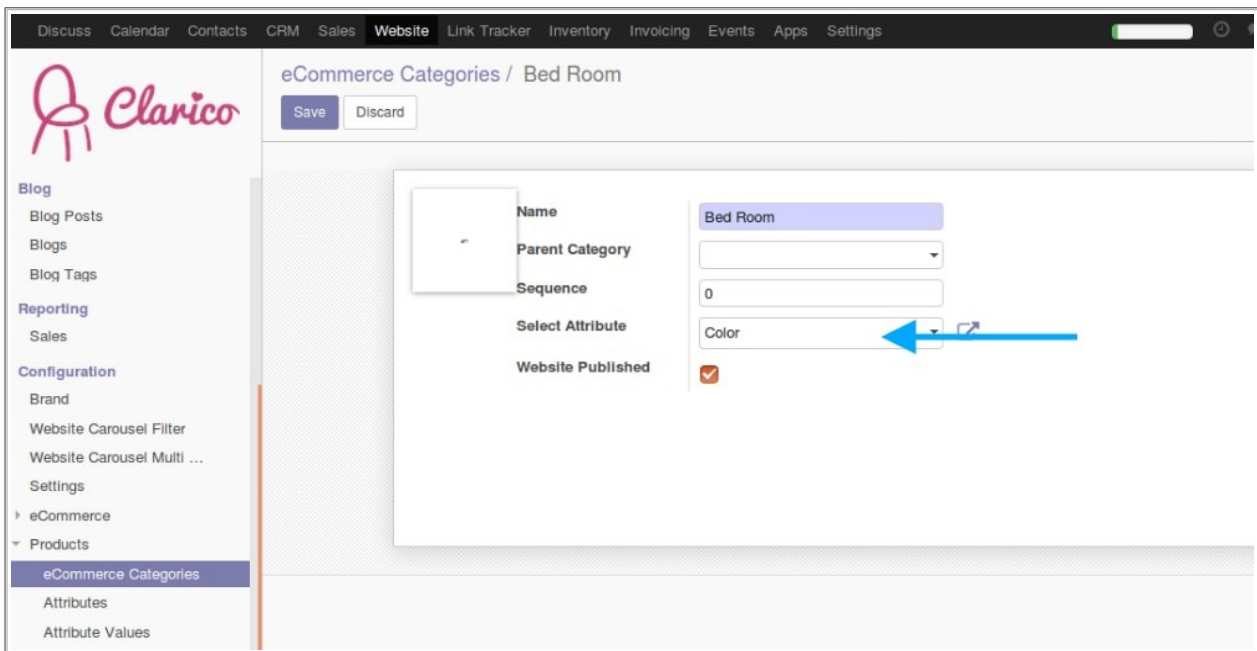 Discuss Calendar Contacts CRM Sales Website Link Tracker Inventory Invoicing Events Apps Settings
Clarico
eCommerce Categories / Bed Room
Save Discard
Blog
Blog Posts
Blogs
Blog Tags
Reporting
Sales
Configuration
Brand
Website Carousel Filter
Website Carousel Multi ...
Settings
eCommerce
Products
eCommerce Categories
Attributes
Attribute Values
Name Bed Room
Parent Category
Sequence 0
Select Attribute Color
Website Published